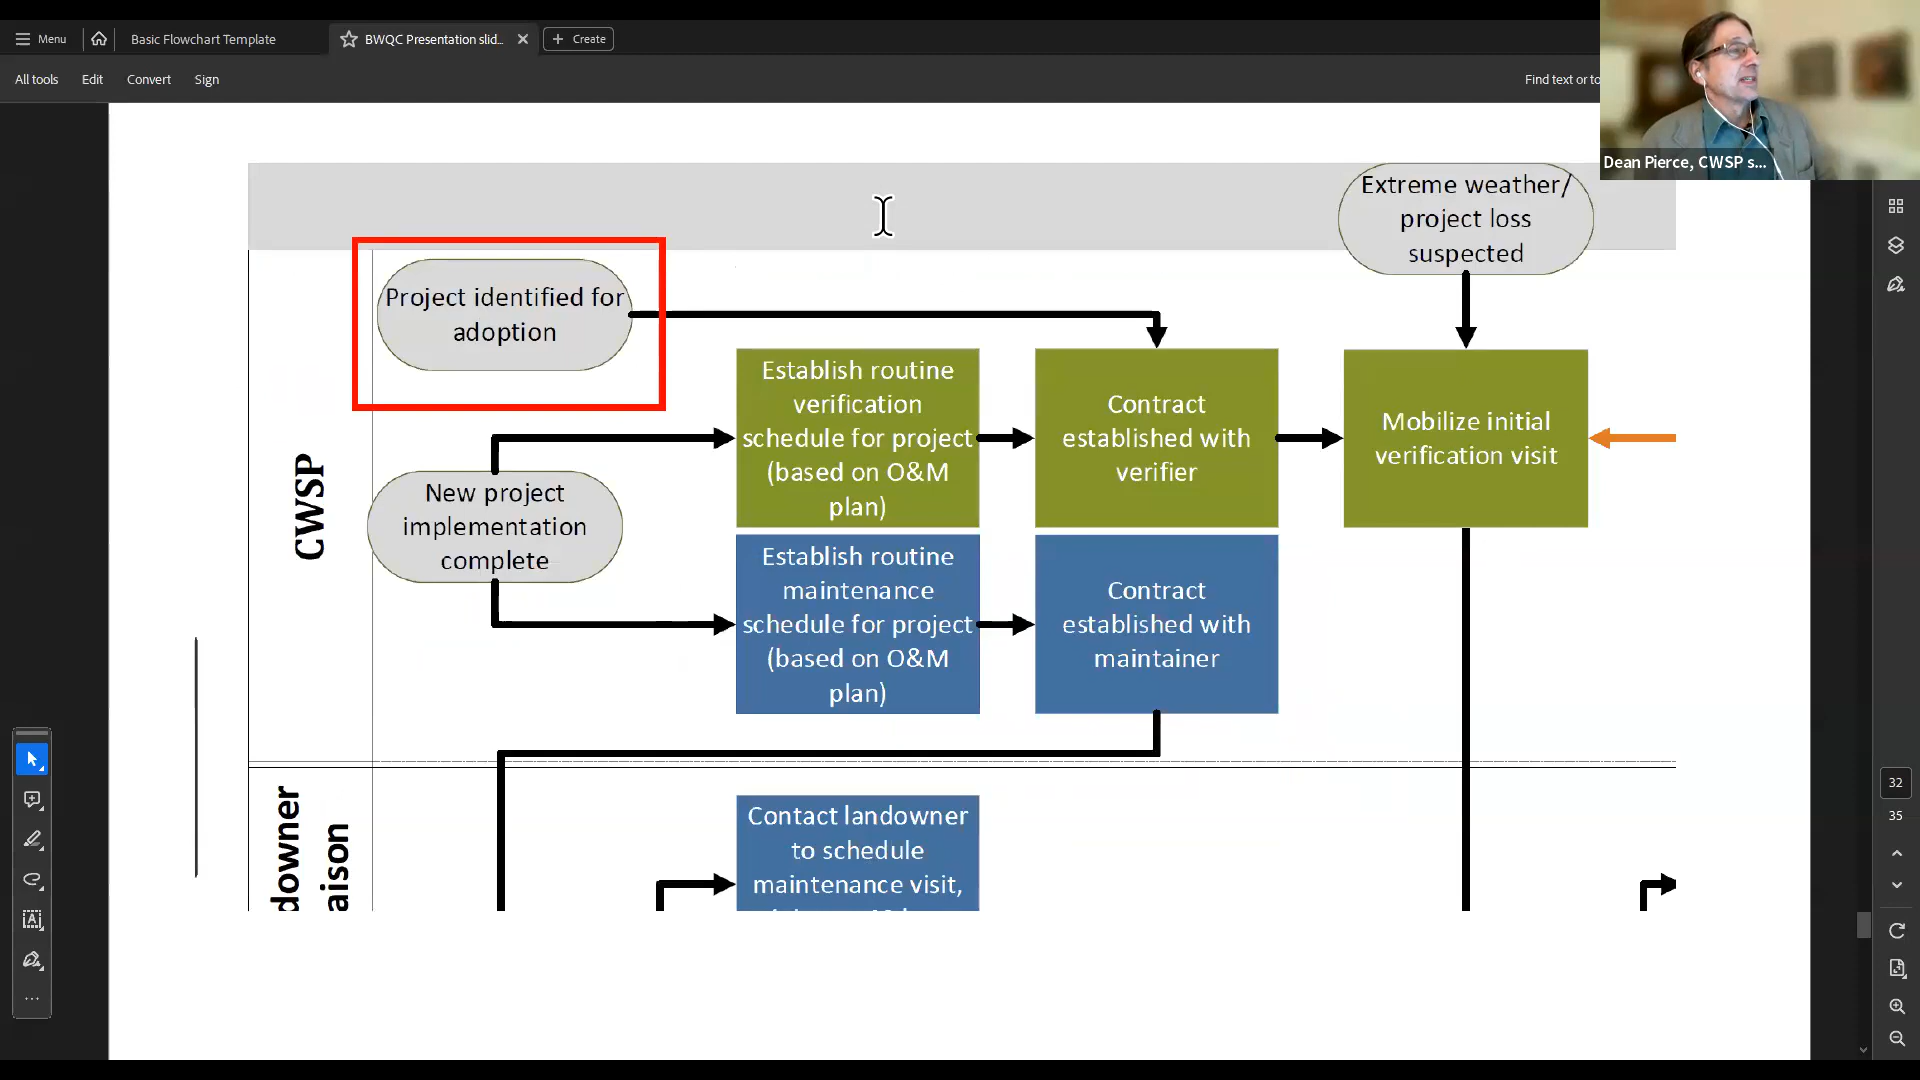 Menu
Basic Flowchart Template
BWQC Presentation slid...
Create
All tools
Edit
Convert
Sign
Find text or to
Dean Pierce, CWSP s...
Extreme weather/
project loss
suspected
Project identified for
adoption
Establish routine
verification
schedule for project
(based on O&M
plan)
Contract
established with
verifier
Mobilize initial
verification visit
CWSP
New project
implementation
complete
Establish routine
maintenance
schedule for project
(based on O&M
plan)
Contract
established with
maintainer
downer
aison
Contact landowner
to schedule
maintenance visit,
32
35